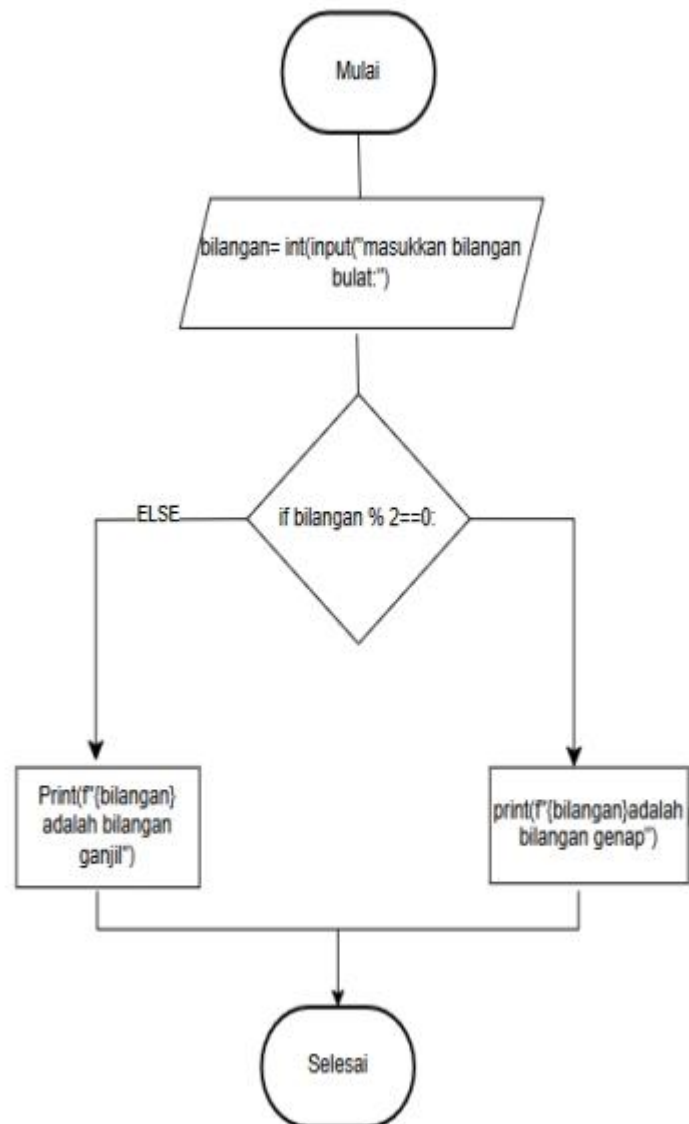 Mulai
bilangan= int(input("masukkan bilangan
bulat:")
ELSE
if bilangan % 2==0:
Print(f"{bilangan}
adalah bilangan
ganjil")
print(f"{bilangan}adalah
bilangan genap")
Selesai